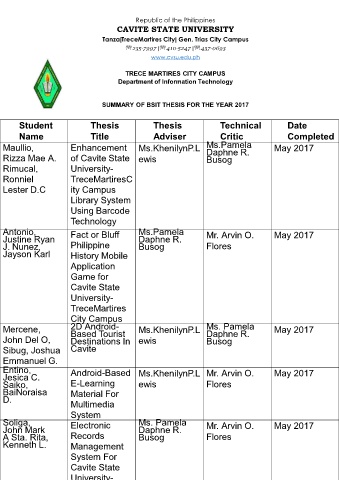 Republic of the Philippines
CAVITE STATE UNIVERSITY
Tanza|TreceMartires City| Gen. Trias City Campus
☏235-7997 |☏410-5247 |☏437-0693
www.cvsu.edu.ph
TRECE MARTIRES CITY CAMPUS
Department of Information Technology
SUMMARY OF BSIT THESIS FOR THE YEAR 2017
Student
Name
Thesis
Title
Thesis
Adviser
Technical
Critic
Date
Completed
Maullio,
Rizza Mae A.
Rimucal,
Ronniel
Lester D.C
Enhancement
of Cavite State
University-
TreceMartiresC
ity Campus
Library System
Using Barcode
Technology
Ms.KhenilynP.L
ewis
Ms.Pamela
Daphne R.
Busog
May 2017
Antonio,
Justine Ryan
J. Nunez,
Jayson Karl
Fact or Bluff
Philippine
History Mobile
Application
Game for
Cavite State
University-
TreceMartires
City Campus
Ms.Pamela
Daphne R.
Busog
Mr. Arvin O.
Flores
May 2017
Mercene,
John Del O,
Sibug, Joshua
Emmanuel G.
2D Android-
Based Tourist
Destinations In
Cavite
Ms.KhenilynP.L
ewis
Ms. Pamela
Daphne R.
Busog
May 2017
Entino,
Jesica C.
Saiko,
BaiNoraisa
D.
Android-Based
E-Learning
Material For
Multimedia
System
Ms.KhenilynP.L
ewis
Mr. Arvin O.
Flores
May 2017
Soliga,
John Mark
A Sta. Rita,
Kenneth L.
Electronic
Records
Management
System For
Cavite State
University-
Ms. Pamela
Daphne R.
Busog
Mr. Arvin O.
Flores
May 2017